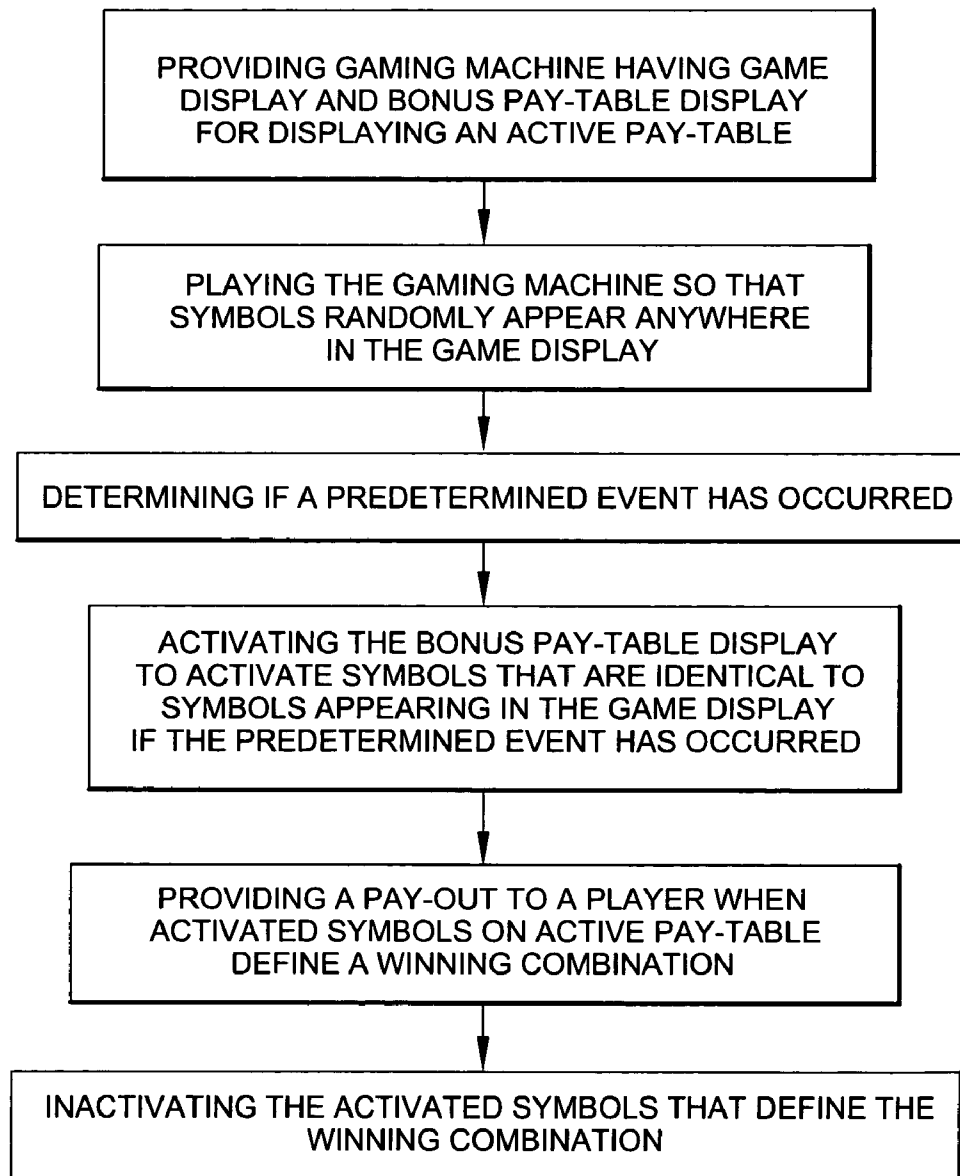 PROVIDING GAMING MACHINE HAVING GAME
DISPLAY AND BONUS PAY-TABLE DISPLAY
FOR DISPLAYING AN ACTIVE PAY-TABLE
PLAYING THE GAMING MACHINE SO THAT
SYMBOLS RANDOMLY APPEAR ANYWHERE
IN THE GAME DISPLAY
DETERMINING IF A PREDETERMINED EVENT HAS OCCURRED
ACTIVATING THE BONUS PAY-TABLE DISPLAY
TO ACTIVATE SYMBOLS THAT ARE IDENTICAL TO
SYMBOLS APPEARING IN THE GAME DISPLAY
IF THE PREDETERMINED EVENT HAS OCCURRED
PROVIDING A PAY-OUT TO A PLAYER WHEN
ACTIVATED SYMBOLS ON ACTIVE PAY-TABLE
DEFINE A WINNING COMBINATION
INACTIVATING THE ACTIVATED SYMBOLS THAT DEFINE THE
WINNING COMBINATION